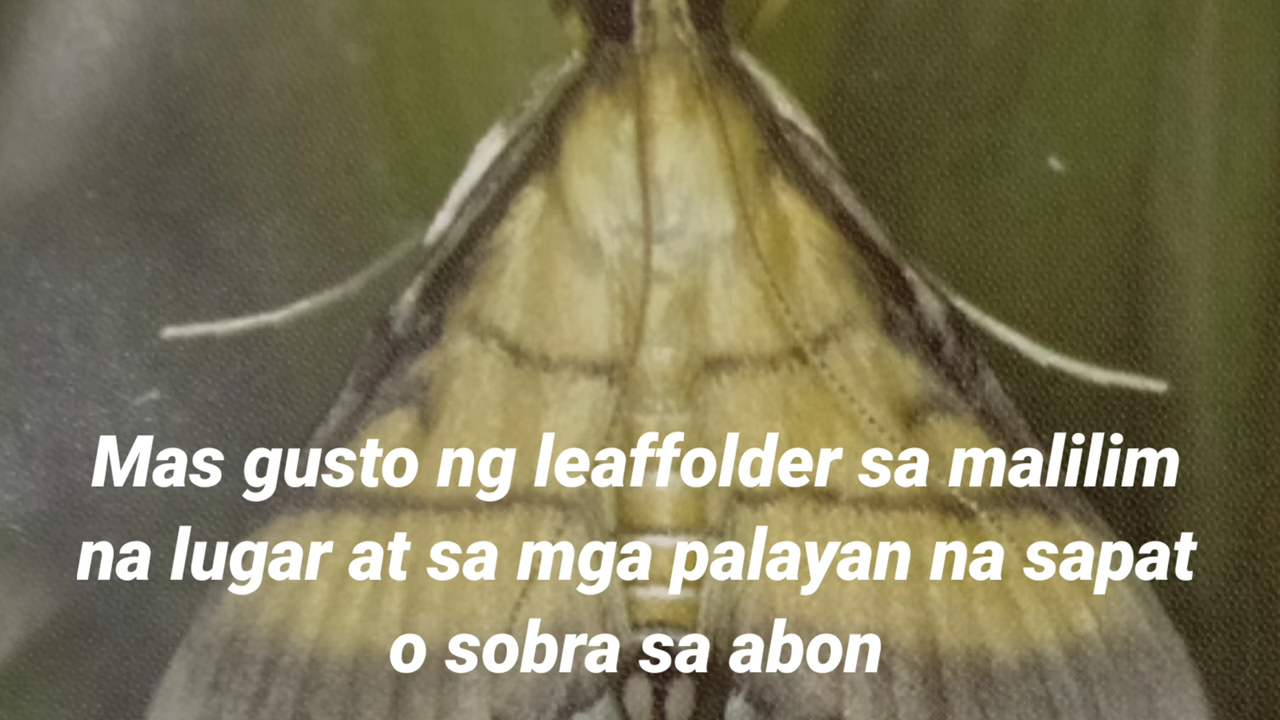 Mas gusto ng leaffolder sa malilim
na lugar at sa mga palayan na sapat
o sobra sa abon